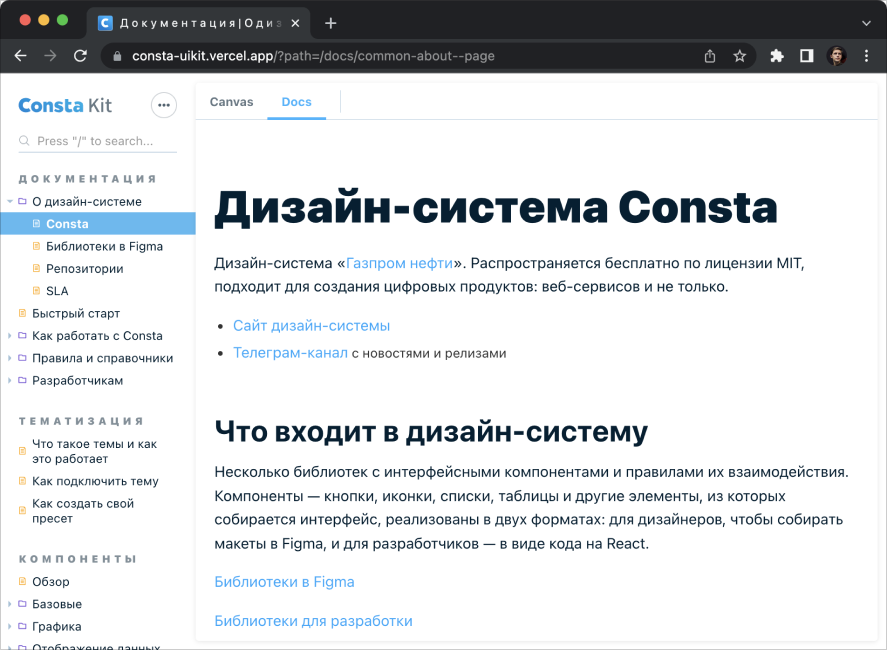 Документация|Одиз
consta-uikit.vercel.app/?path=/docs/common-about--page
Consta Kit
Press "/" to search...
ДОКУМЕНТАЦИЯ
О дизайн-системе
Consta
Библиотеки в Figma
Репозитории
SLA
Быстрый старт
Как работать с Consta
Правила и справочники
Разработчикам
ТЕМАТИЗАЦИЯ
Что такое темы и как
это работает
Как подключить тему
Как создать свой
пресет
КОМПОНЕНТЫ
Обзор
Базовые
Графика
Отображение данных
Canvas
Docs
Дизайн-система Consta
Дизайн-система «Газпром нефти». Распространяется бесплатно по лицензии MIT,
подходит для создания цифровых продуктов: веб-сервисов и не только.
Сайт дизайн-системы
Телеграм-канал с новостями и релизами
Что входит в дизайн-систему
Несколько библиотек с интерфейсными компонентами и правилами их взаимодействия.
Компоненты — кнопки, иконки, списки, таблицы и другие элементы, из которых
собирается интерфейс, реализованы в двух форматах: для дизайнеров, чтобы собирать
макеты в Figma, и для разработчиков — в виде кода на React.
Библиотеки в Figma
Библиотеки для разработки